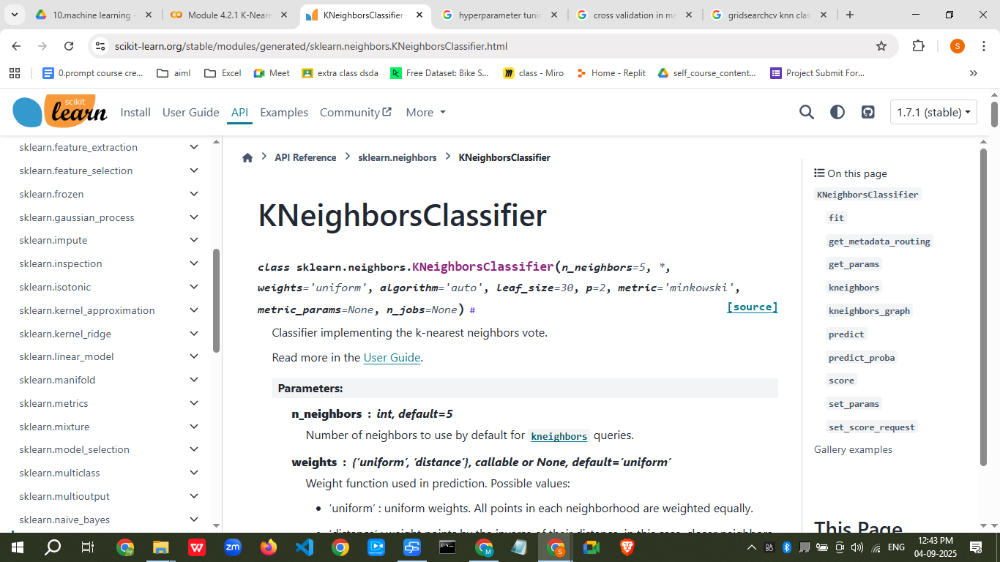 10.machine learning -
Module 4.2.1 K-Neare
KNeighborsClassifier
hyperparameter tunin
cross validation in ma
gridsearchcv knn clas
scikit-learn.org/stable/modules/generated/sklearn.neighbors.KNeighborsClassifier.html
S
0.prompt course cre...
aiml
Excel
Meet
extra class dsda
Free Dataset: Bike S...
class - Miro
Home - Replit
self_course_content...
Project Submit For...
scikit
learn
Install
User Guide
API
Examples
Community
More
1.7.1 (stable)
sklearn.feature_extraction
sklearn.feature_selection
sklearn.frozen
sklearn.gaussian_process
sklearn.impute
sklearn.inspection
sklearn.isotonic
sklearn.kernel_approximation
sklearn.kernel_ridge
sklearn.linear_model
sklearn.manifold
sklearn.metrics
sklearn.mixture
sklearn.model_selection
sklearn.multiclass
sklearn.multioutput
sklearn.naive_bayes
API Reference > sklearn.neighbors > KNeighborsClassifier
KNeighborsClassifier
class sklearn.neighbors.KNeighborsClassifier(n_neighbors=5, *,
weights='uniform', algorithm='auto', leaf_size=30, p=2, metric='minkowski',
metric_params=None, n_jobs=None) #
[source]
Classifier implementing the k-nearest neighbors vote.
Read more in the User Guide.
Parameters:
n_neighbors : int, default=5
Number of neighbors to use by default for kneighbors queries.
weights : {‘uniform’, ‘distance’}, callable or None, default=’uniform’
Weight function used in prediction. Possible values:
• ‘uniform’ : uniform weights. All points in each neighborhood are weighted equally.
On this page
KNeighborsClassifier
fit
get_metadata_routing
get_params
kneighbors
kneighbors_graph
predict
predict_proba
score
set_params
set_score_request
Gallery examples
This Page
ENG
12:43 PM
04-09-2025